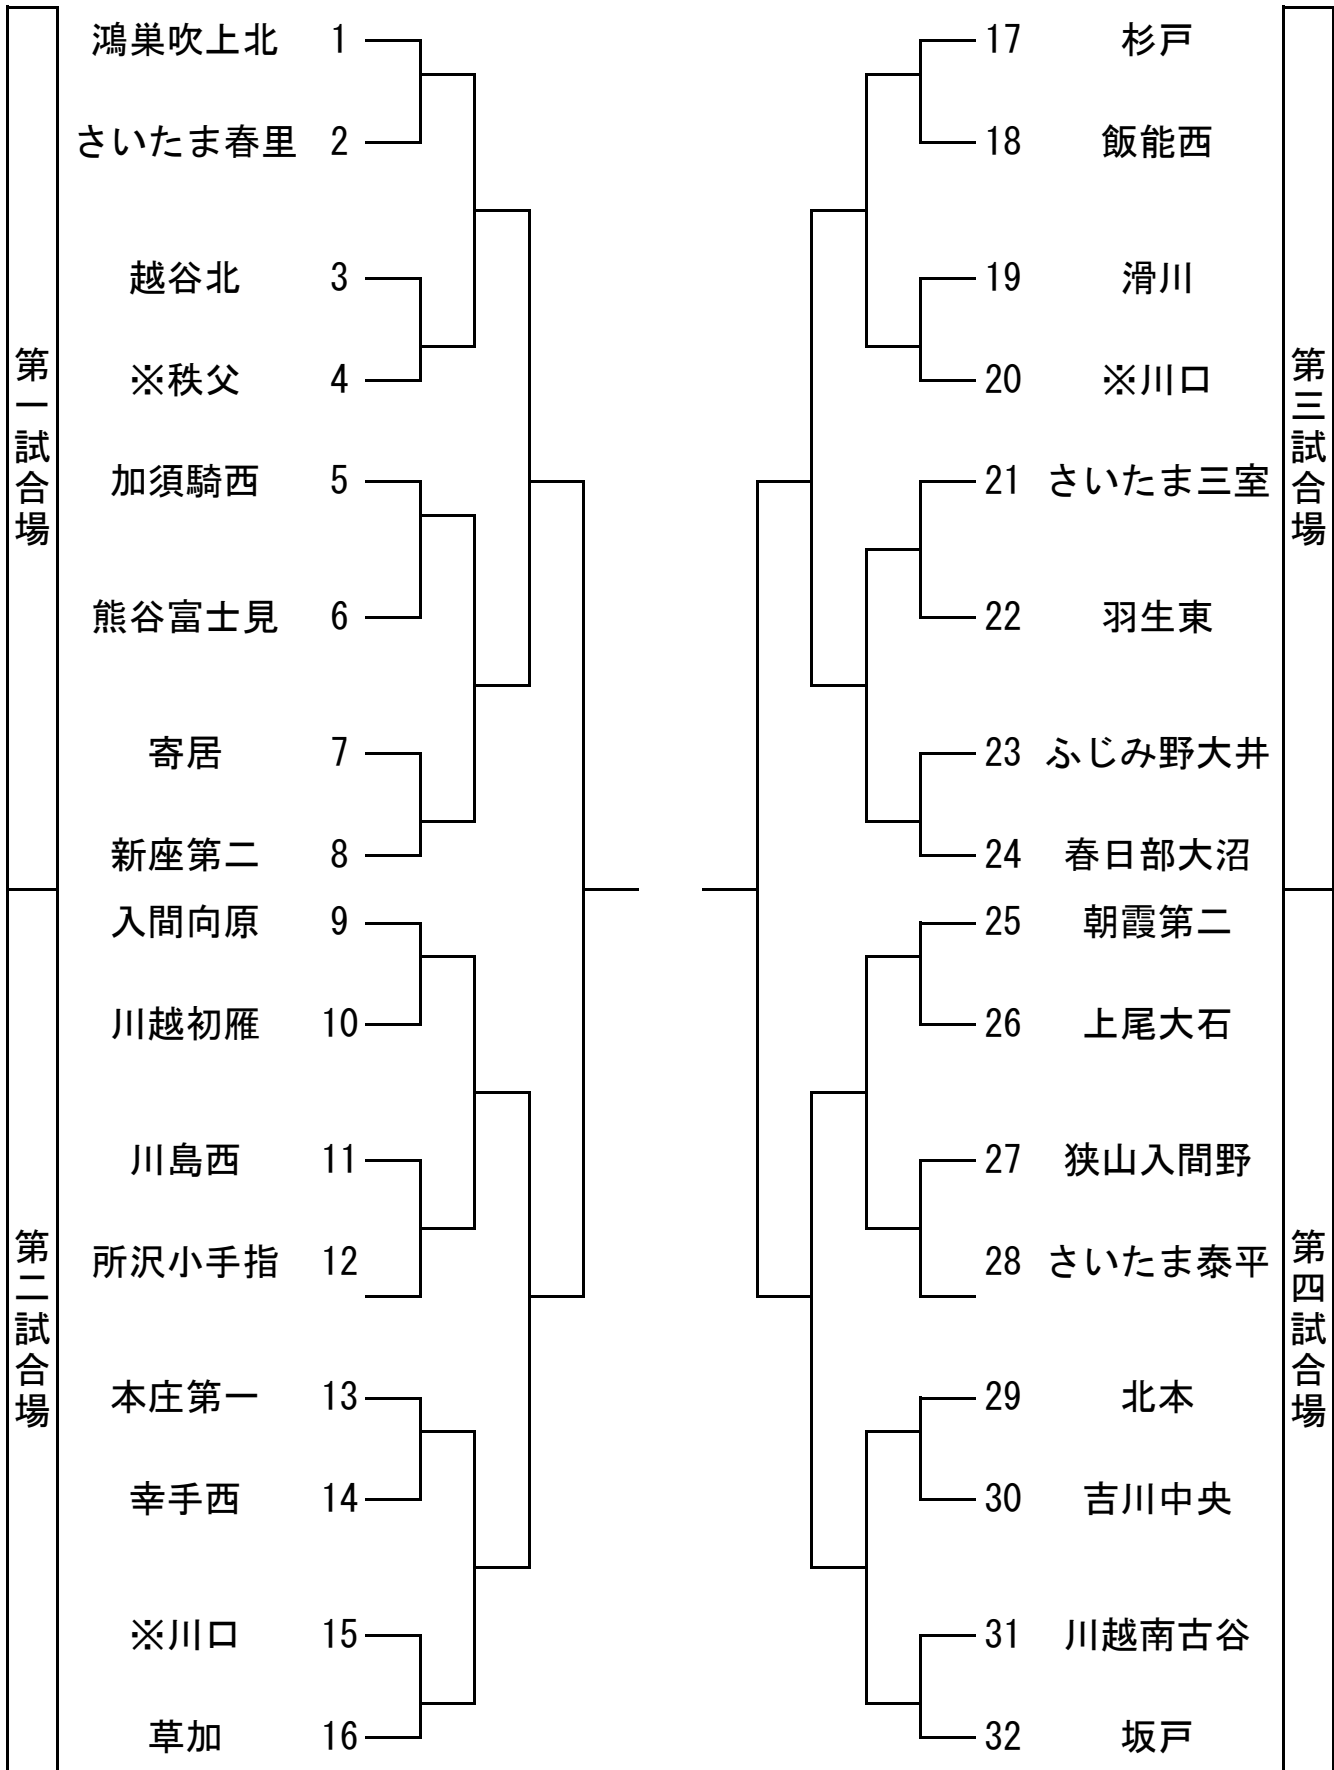 第一試合場
鴻巣吹上北 1
さいたま春里 2
越谷北 3
※秩父 4
加須騎西 5
熊谷富士見 6
寄居 7
新座第二 8
第二試合場
入間向原 9
川越初雁 10
川島西 11
所沢小手指 12
本庄第一 13
幸手西 14
※川口 15
草加 16
第三試合場
17 杉戸
18 飯能西
19 滑川
20 ※川口
21 さいたま三室
22 羽生東
23 ふじみ野大井
24 春日部大沼
第四試合場
25 朝霞第二
26 上尾大石
27 狭山入間野
28 さいたま泰平
29 北本
30 吉川中央
31 川越南古谷
32 坂戸